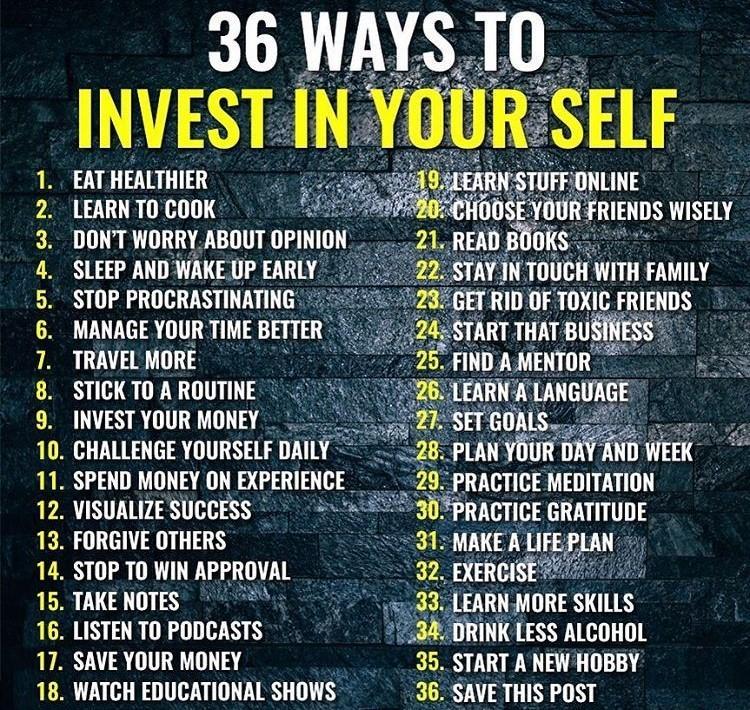 36 WAYS TO
INVEST IN YOUR SELF
1. EAT HEALTHIER
2. LEARN TO COOK
3. DON'T WORRY ABOUT OPINION
4. SLEEP AND WAKE UP EARLY
5. STOP PROCRASTINATING
6. MANAGE YOUR TIME BETTER
7. TRAVEL MORE
8. STICK TO A ROUTINE
9. INVEST YOUR MONEY
10. CHALLENGE YOURSELF DAILY
11. SPEND MONEY ON EXPERIENCE
12. VISUALIZE SUCCESS
13. FORGIVE OTHERS
14. STOP TO WIN APPROVAL
15. TAKE NOTES
16. LISTEN TO PODCASTS
17. SAVE YOUR MONEY
18. WATCH EDUCATIONAL SHOWS
19. LEARN STUFF ONLINE
20. CHOOSE YOUR FRIENDS WISELY
21. READ BOOKS
22. STAY IN TOUCH WITH FAMILY
23. GET RID OF TOXIC FRIENDS
24. START THAT BUSINESS
25. FIND A MENTOR
26. LEARN A LANGUAGE
27. SET GOALS
28. PLAN YOUR DAY AND WEEK
29. PRACTICE MEDITATION
30. PRACTICE GRATITUDE
31. MAKE A LIFE PLAN
32. EXERCISE
33. LEARN MORE SKILLS
34. DRINK LESS ALCOHOL
35. START A NEW HOBBY
36. SAVE THIS POST